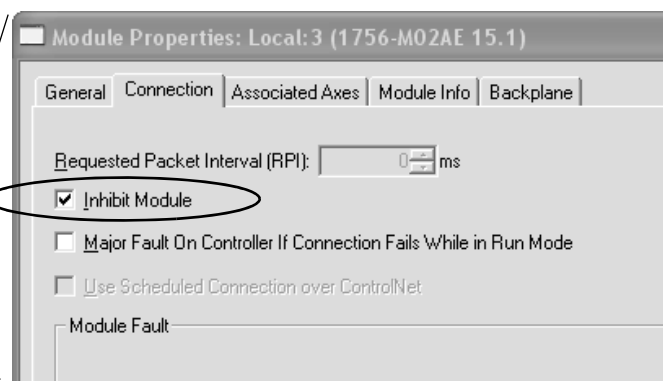 Module Properties: Local:3 (1756-M02AE 15.1)
General Connection Associated Axes Module Info Backplane
Requested Packet Interval (RPI): 0 ms
Inhibit Module
Major Fault On Controller If Connection Fails While in Run Mode
Use Scheduled Connection over ControlNet
Module Fault